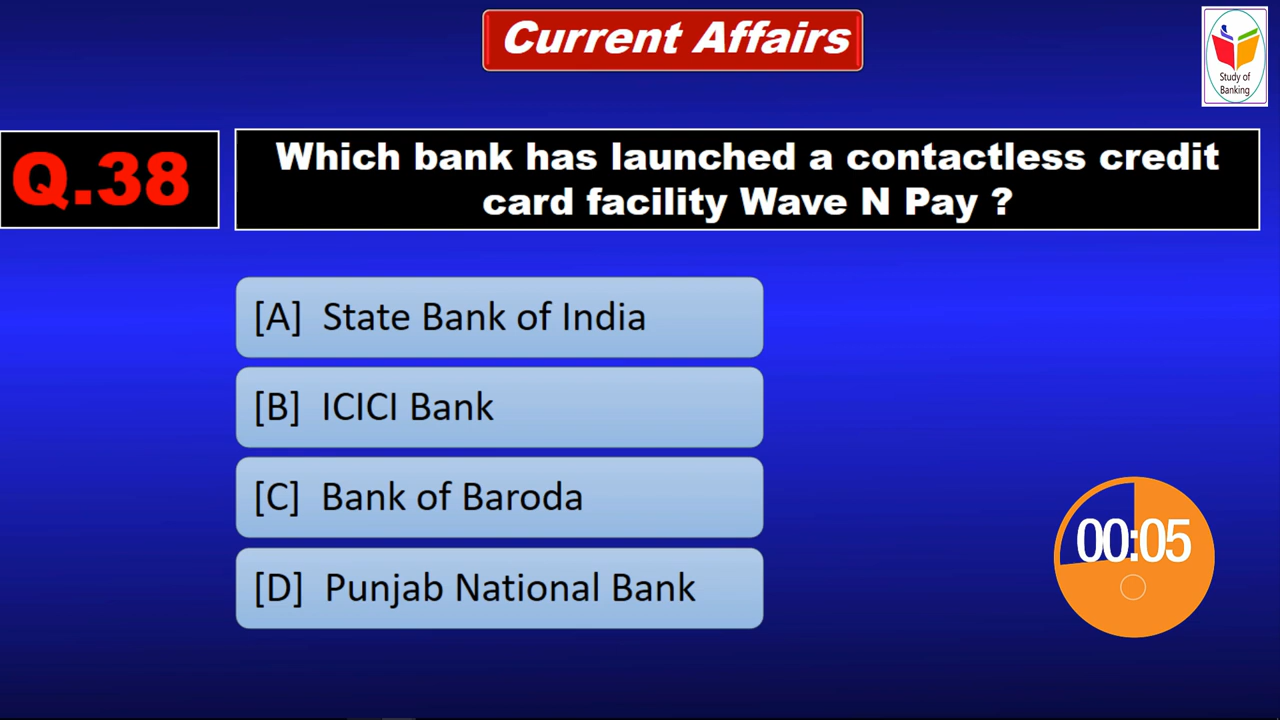 Current Affairs
Study of
Banking
Q.38
Which bank has launched a contactless credit
card facility Wave N Pay ?
[A] State Bank of India
[B] ICICI Bank
[C] Bank of Baroda
[D] Punjab National Bank
00:05